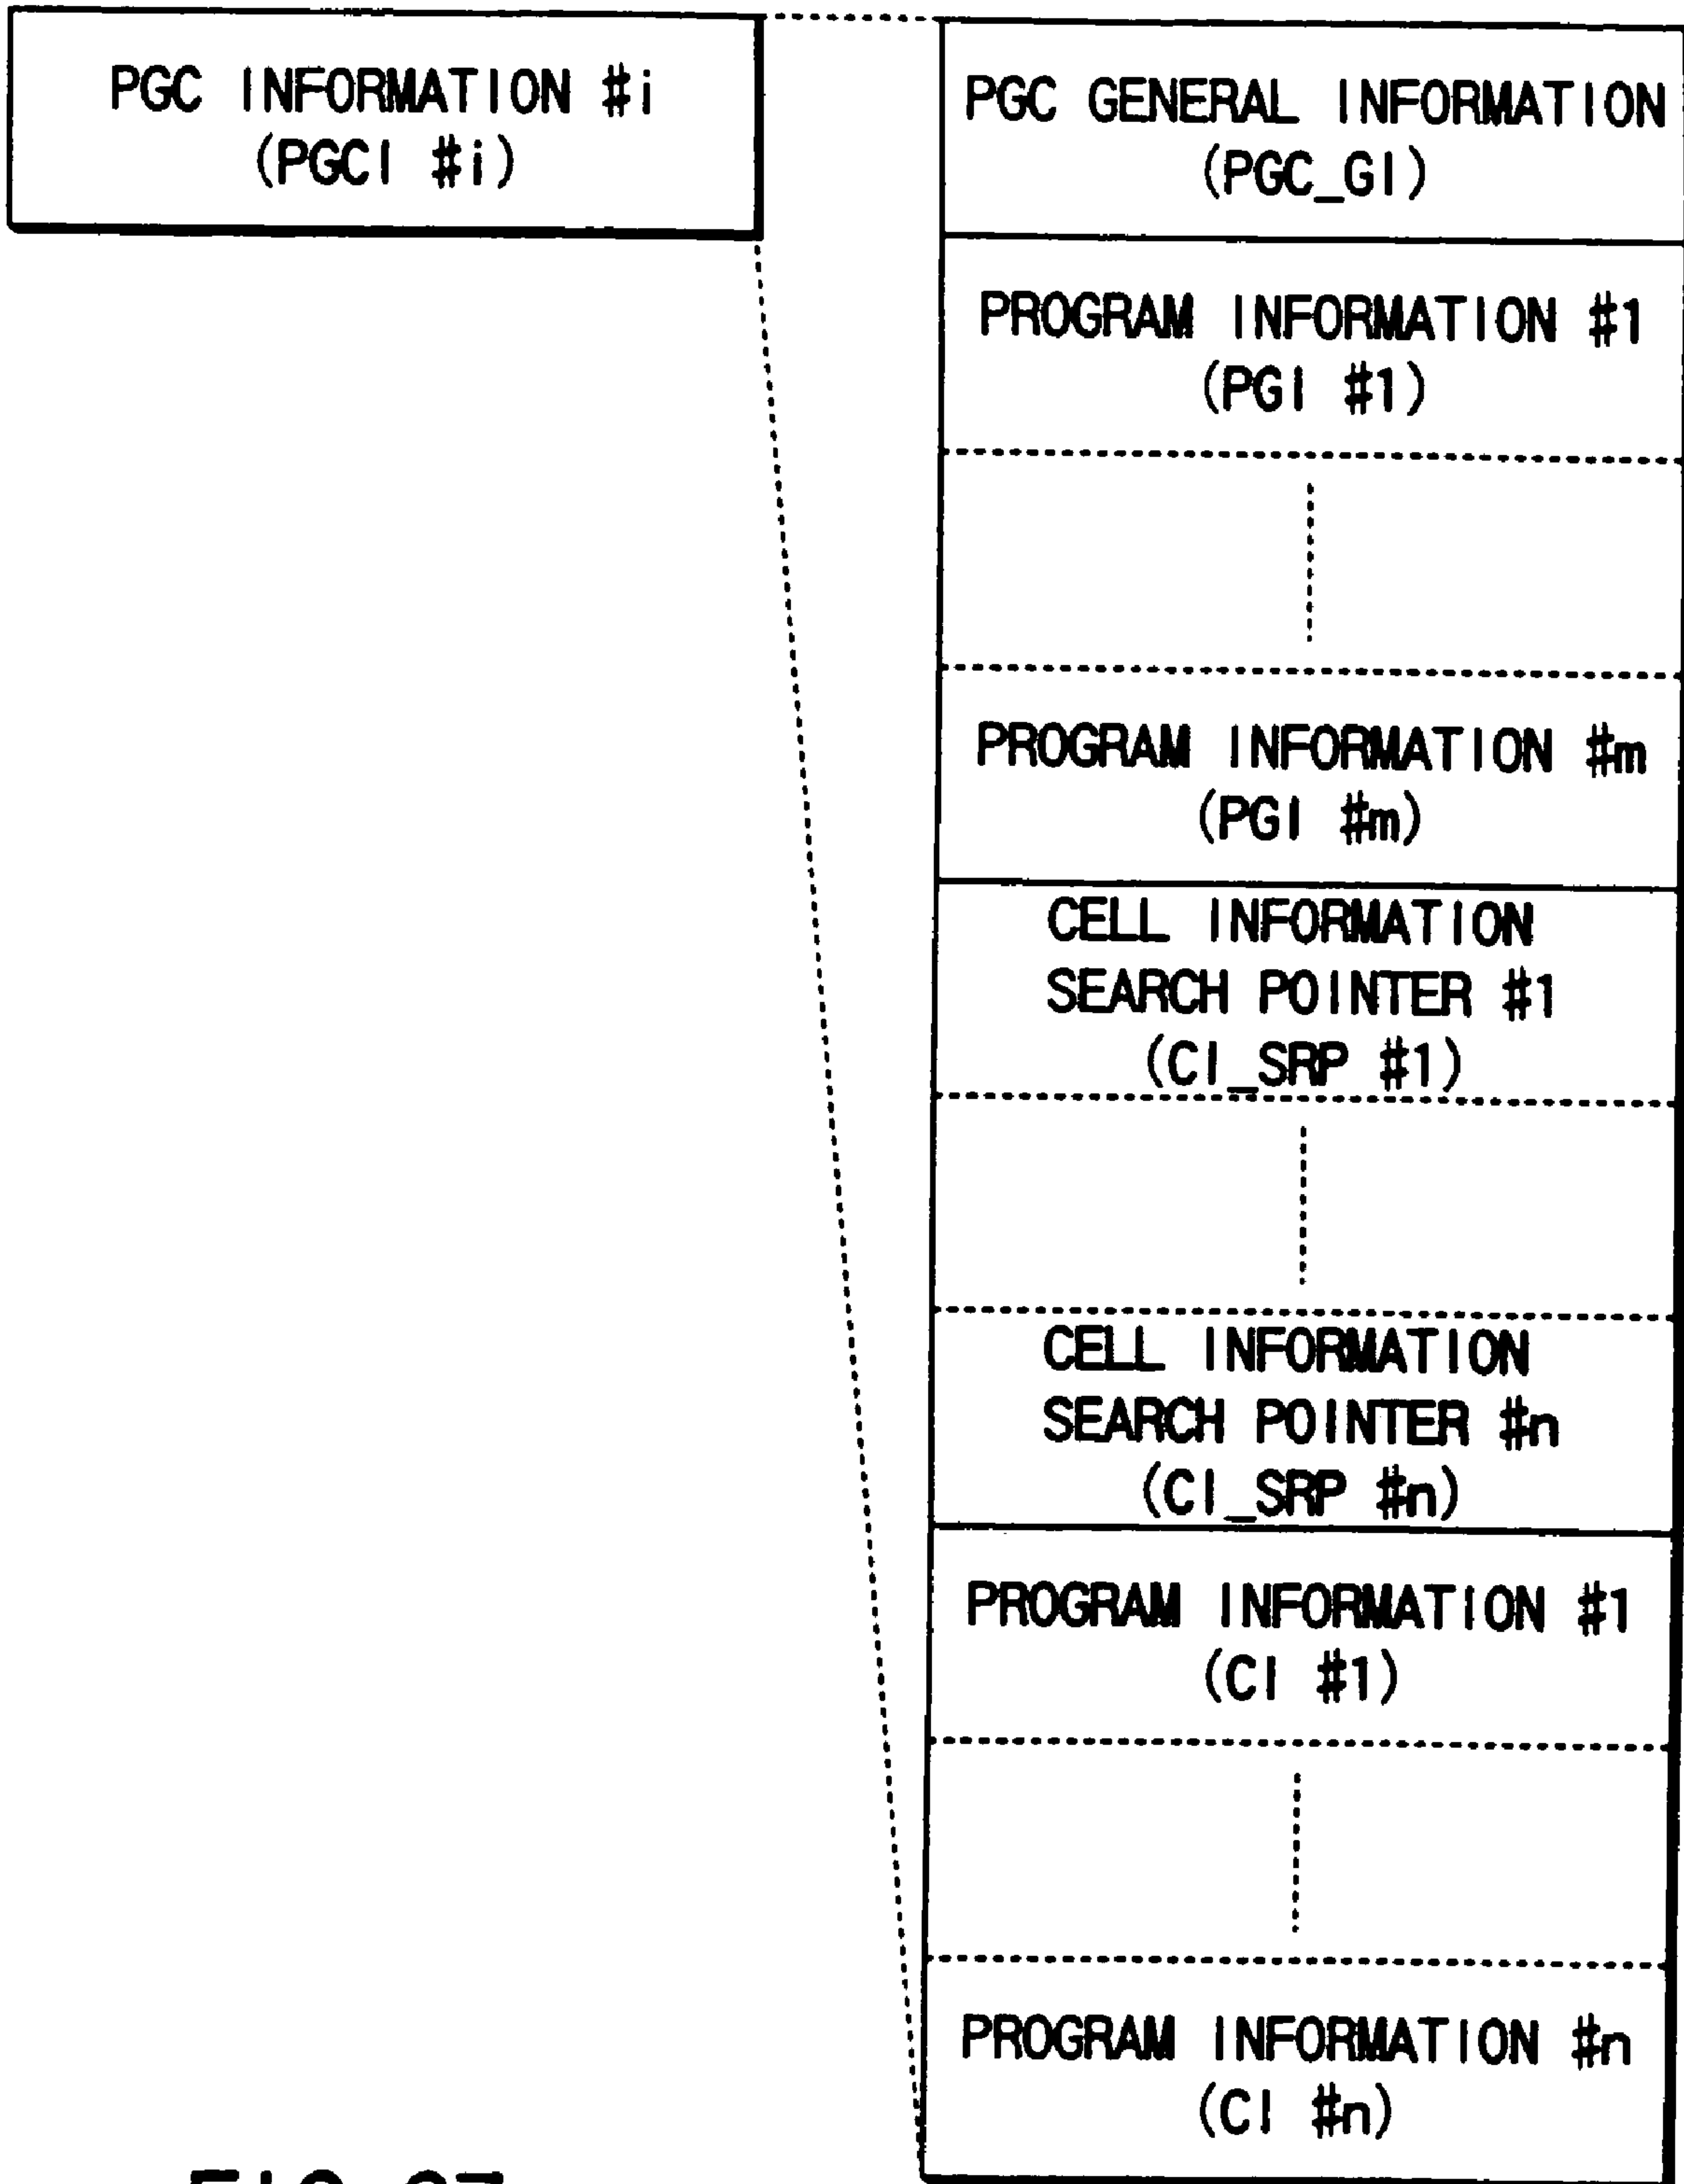 PGC INFORMATION #i
(PGCI #i)
PGC GENERAL INFORMATION
(PGC_GI)
PROGRAM INFORMATION #1
(PGI #1)
PROGRAM INFORMATION #m
(PGI #m)
CELL INFORMATION
SEARCH POINTER #1
(CI_SRP #1)
CELL INFORMATION
SEARCH POINTER #n
(CI_SRP #n)
PROGRAM INFORMATION #1
(CI #1)
PROGRAM INFORMATION #n
(CI #n)